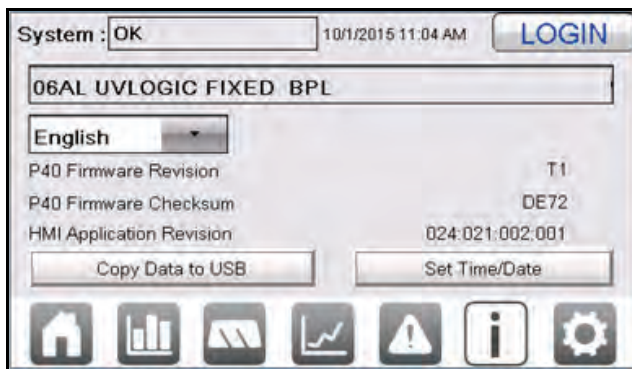 System : OK 10/1/2015 11:04 AM LOGIN
06AL UVLOGIC FIXED BPL
English
P40 Firmware Revision T1
P40 Firmware Checksum DE72
HMI Application Revision 024:021:002:001
Copy Data to USB Set Time/Date